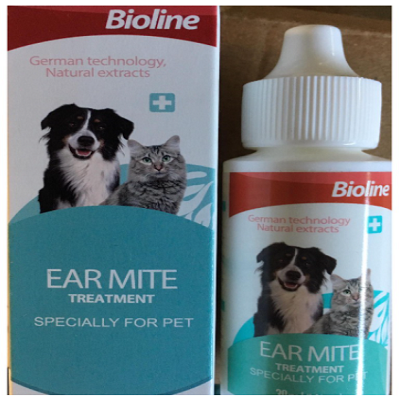 Bioline
German technology,
Natural extracts
EAR MITE
TREATMENT
SPECIALLY FOR PET
Bioline
German technology
Natural extracts
EAR MITE
TREATMENT
SPECIALLY FOR PET